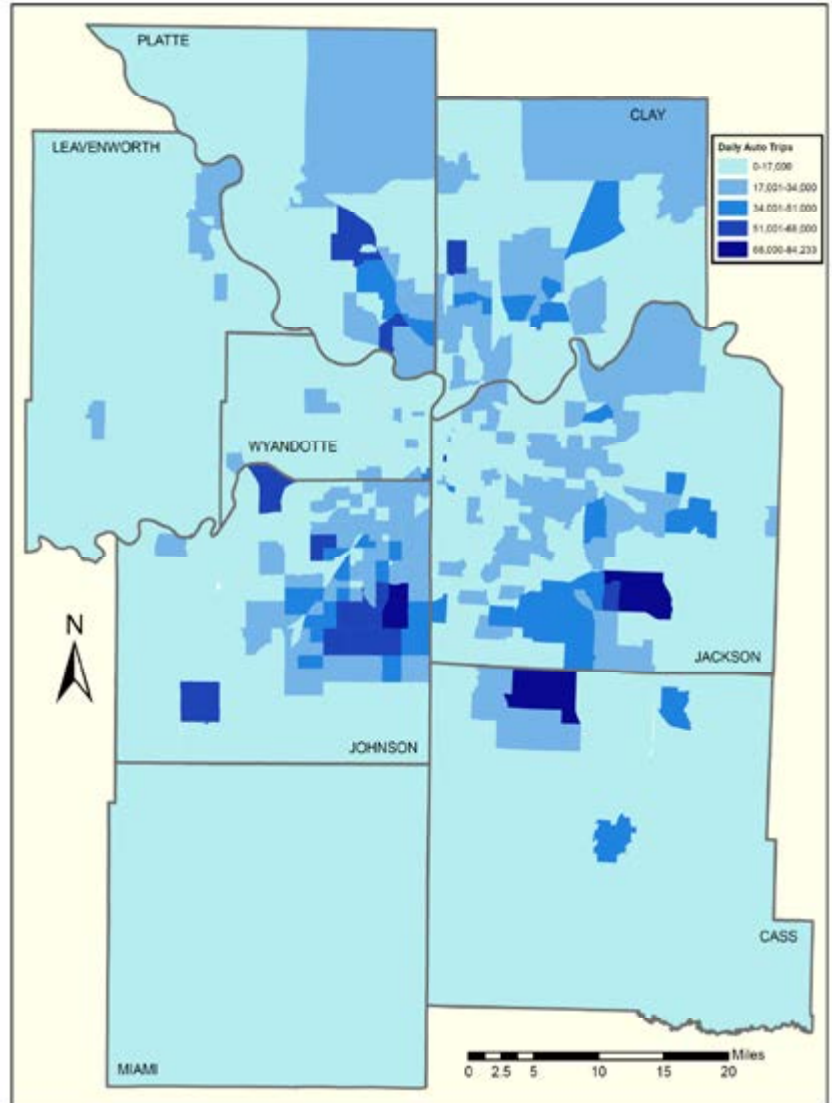 PLATTE
CLAY
LEAVENWORTH
Daily Auto Trips
0-17,000
17,001-34,000
34,001-51,000
51,001-68,000
68,000-84,233
WYANDOTTE
N
JACKSON
JOHNSON
CASS
MIAMI
Miles
0 2.5 5 10 15 20